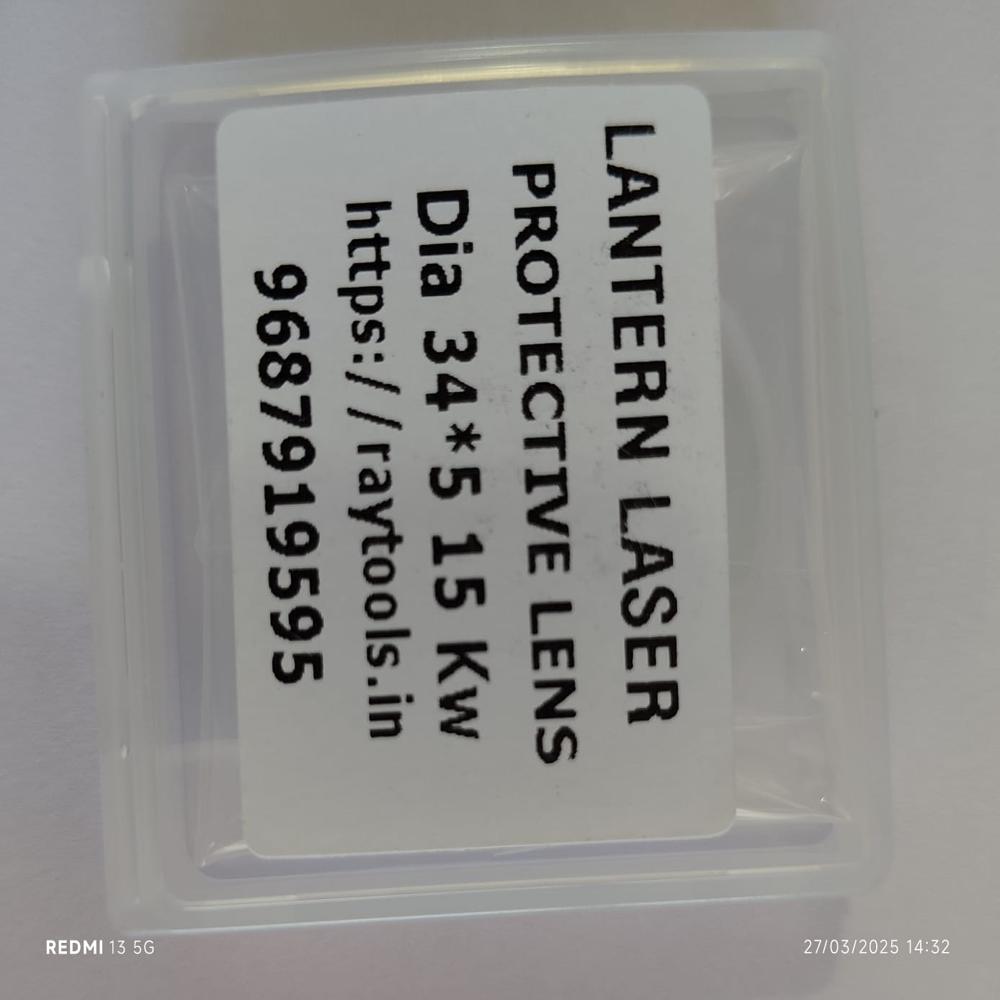 LANTERN LASER
PROTECTIVE LENS
Dia 34*5 15 Kw
https://raytools.in
9687919595
REDMI 13 5G
27/03/2025 14:32